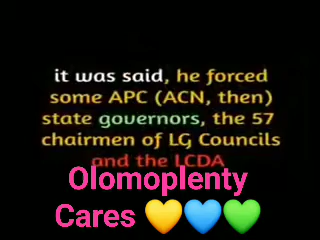 it was said, he forced
some APC (ACN, then)
state governors, the 57
chairmen of LG Councils
and the LCDA
Olomoplenty
Cares 💛💙💚